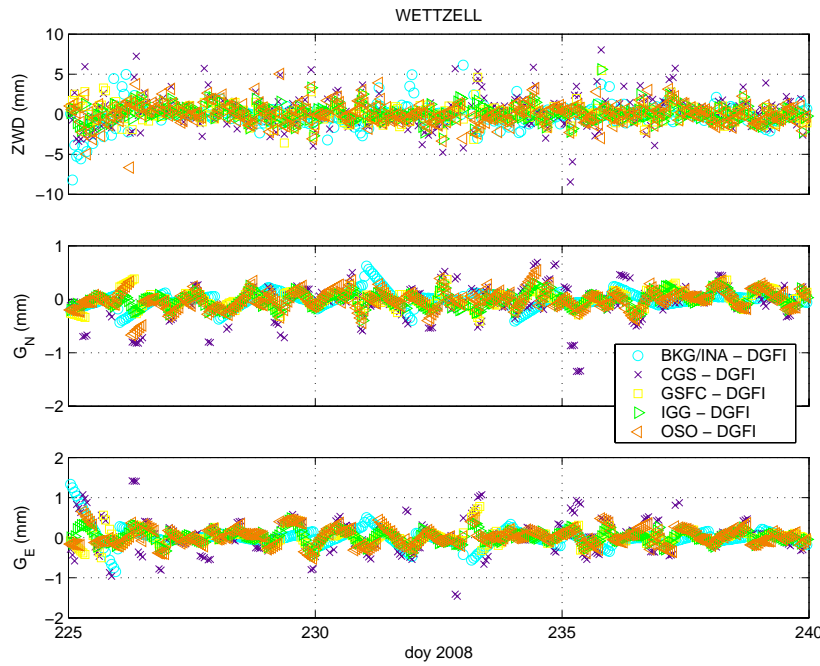 WETTZELL
10
5
0
−5
−10
ZWD (mm)
1
0
−1
−2
G_N (mm)
BKG/INA − DGFI
CGS − DGFI
GSFC − DGFI
IGG − DGFI
OSO − DGFI
2
1
0
−1
−2
G_E (mm)
225
230
235
240
doy 2008